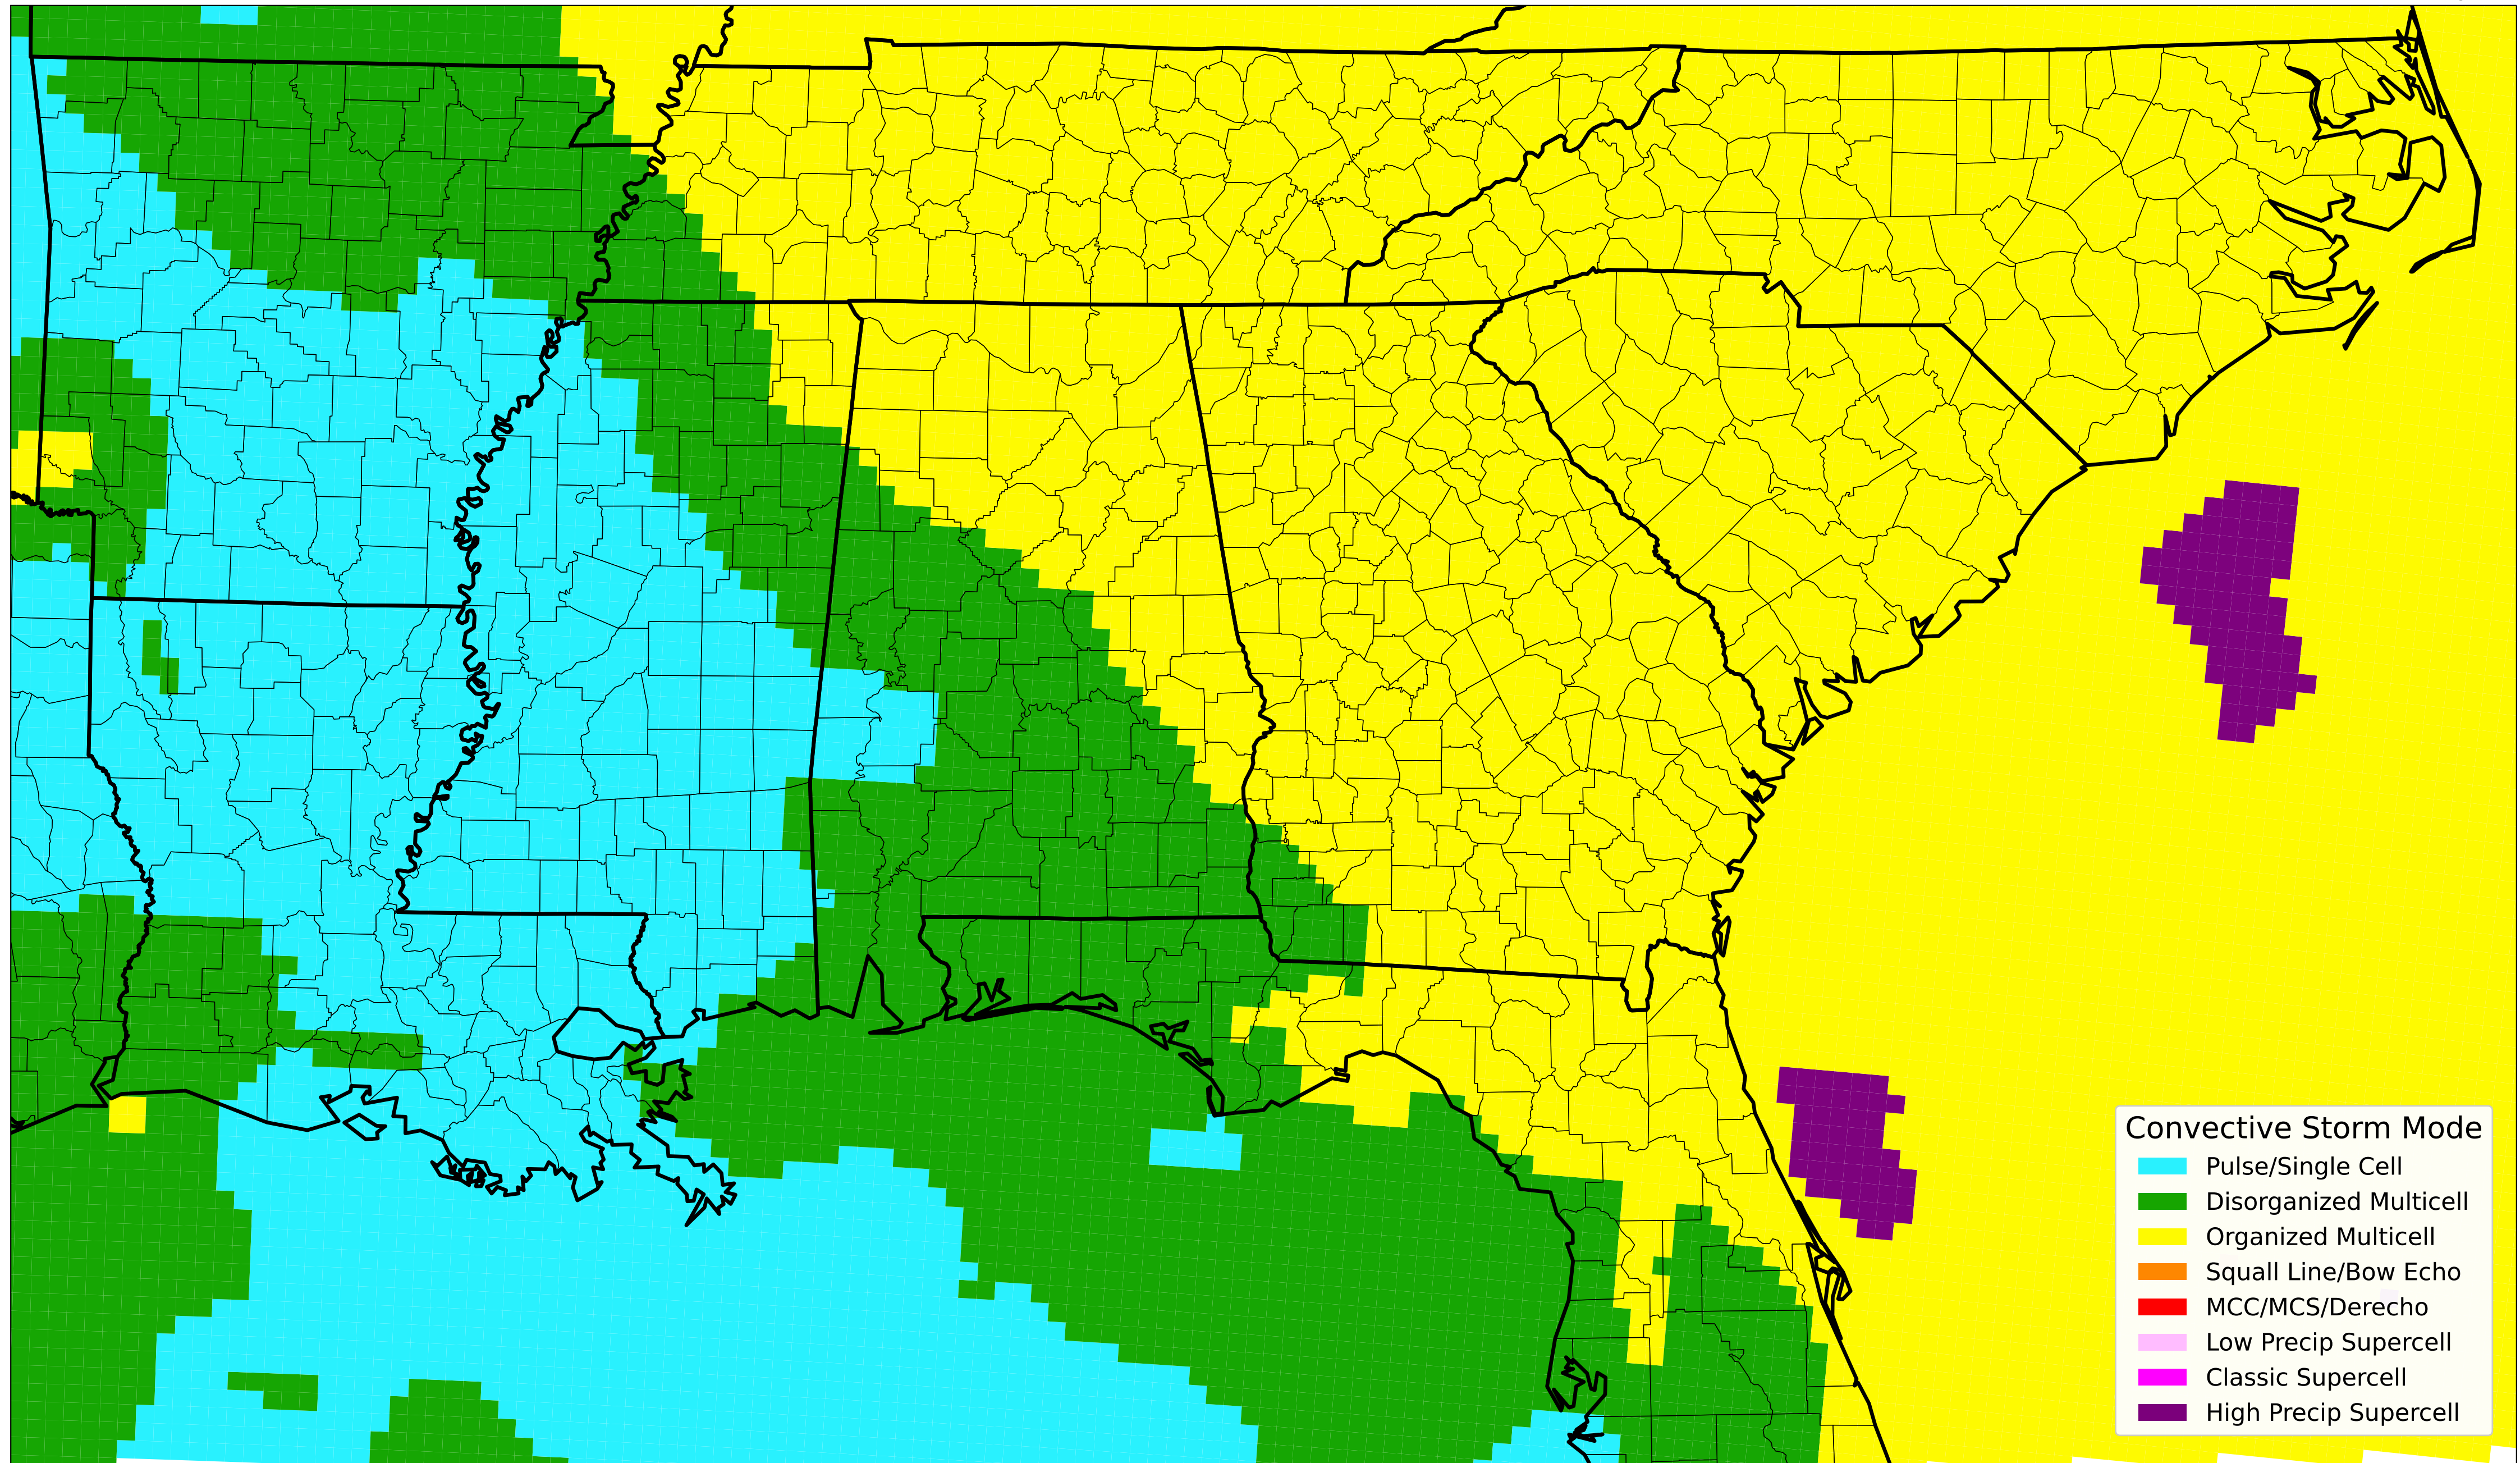 Convective Storm Mode
Pulse/Single Cell
Disorganized Multicell
Organized Multicell
Squall Line/Bow Echo
MCC/MCS/Derecho
Low Precip Supercell
Classic Supercell
High Precip Supercell